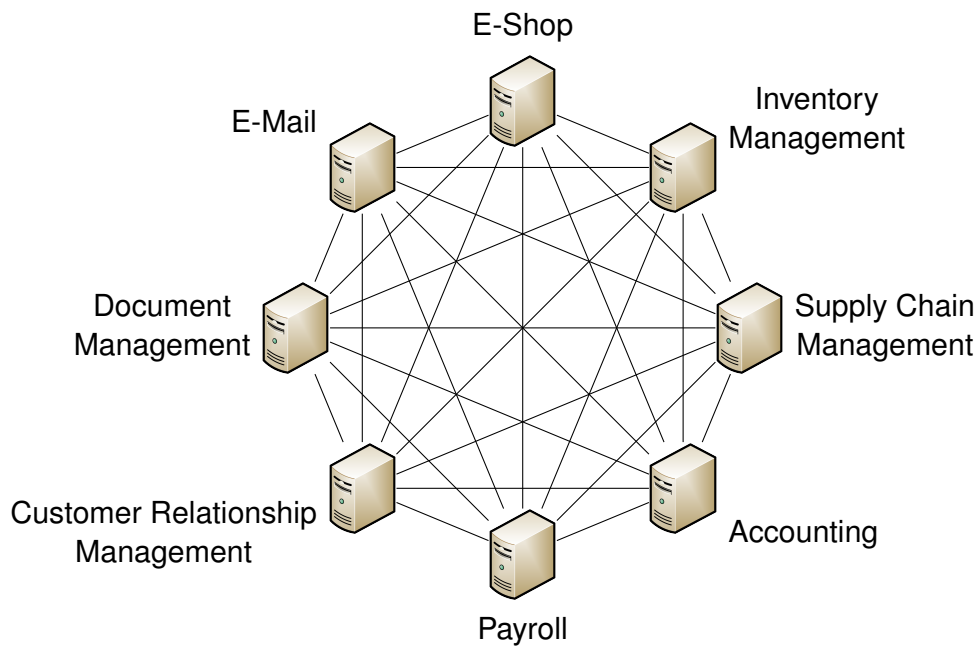 E-Shop
E-Mail
Inventory
Management
Document
Management
Supply Chain
Management
Customer Relationship
Management
Accounting
Payroll